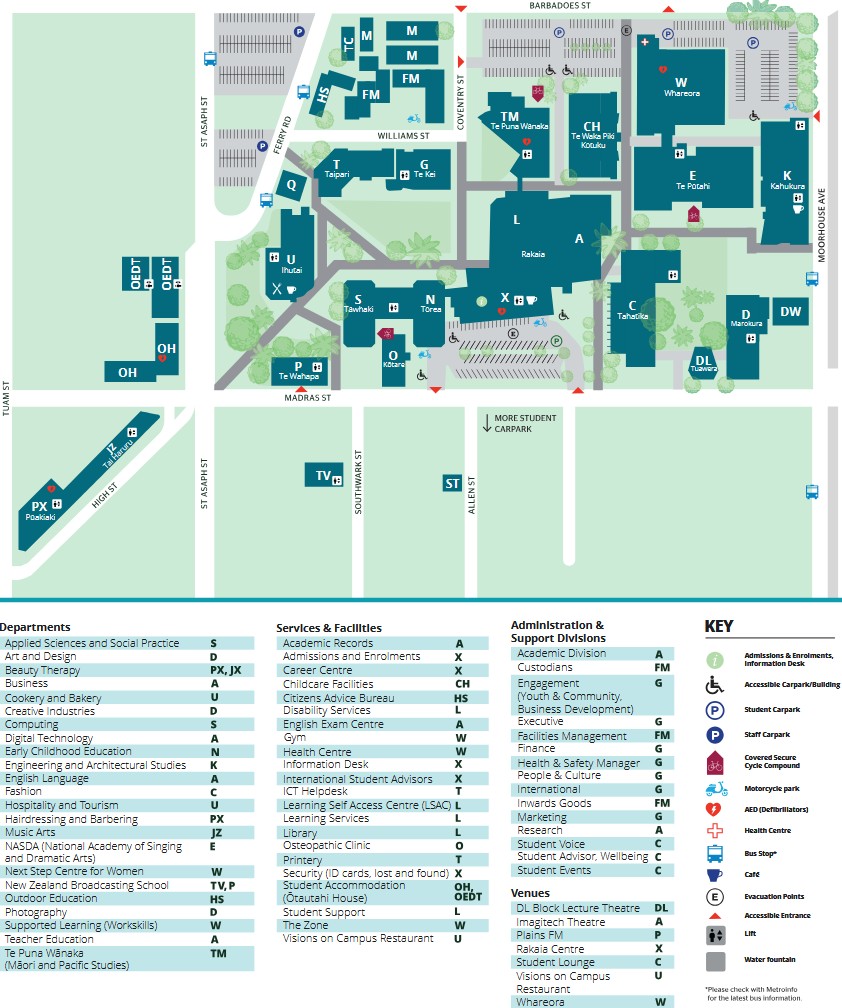 BARBADOES ST
P
P
E
P
P
TC
M
M
M
FM
FM
HS
ST ASAPH ST
FERRY RD
COVENTRY ST
WILLIAMS ST
P
W
Whareora
TM
Te Puna Wānaka
CH
Te Waka Piki
Kōtuku
T
Taipari
G
Te Kei
Q
E
Te Pūtahi
K
Kahukura
MOORHOUSE AVE
L
A
Rakaia
U
Ihutai
OEDT
OEDT
S
Tāwhaki
N
Tōrea
X
E
P
C
Tahatika
D
Marokura
DW
OH
OH
O
Kōtare
P
Te Wahapa
DL
Tuawera
TUAM ST
MADRAS ST
MORE STUDENT
CARPARK
JZ
Tai Haruru
PX
Pūakiaki
HIGH ST
ST ASAPH ST
TV
SOUTHWARK ST
ST
ALLEN ST
Departments
Applied Sciences and Social Practice S
Art and Design D
Beauty Therapy PX, JX
Business A
Cookery and Bakery U
Creative Industries D
Computing S
Digital Technology A
Early Childhood Education N
Engineering and Architectural Studies K
English Language A
Fashion C
Hospitality and Tourism U
Hairdressing and Barbering PX
Music Arts JZ
NASDA (National Academy of Singing E
and Dramatic Arts)
Next Step Centre for Women W
New Zealand Broadcasting School TV, P
Outdoor Education HS
Photography D
Supported Learning (Workskills) W
Teacher Education A
Te Puna Wānaka TM
(Māori and Pacific Studies)
Services & Facilities
Academic Records A
Admissions and Enrolments X
Career Centre X
Childcare Facilities CH
Citizens Advice Bureau HS
Disability Services L
English Exam Centre A
Gym W
Health Centre W
Information Desk X
International Student Advisors X
ICT Helpdesk T
Learning Self Access Centre (LSAC) L
Learning Services L
Library L
Osteopathic Clinic O
Printery T
Security (ID cards, lost and found) X
Student Accommodation OH,
(Ōtautahi House) OEDT
Student Support L
The Zone W
Visions on Campus Restaurant U
Administration &
Support Divisions
Academic Division A
Custodians FM
Engagement G
(Youth & Community,
Business Development)
Executive G
Facilities Management FM
Finance G
Health & Safety Manager G
People & Culture G
International G
Inwards Goods FM
Marketing G
Research A
Student Voice C
Student Advisor, Wellbeing C
Student Events C
Venues
DL Block Lecture Theatre DL
Imagitech Theatre A
Plains FM P
Rakaia Centre X
Student Lounge C
Visions on Campus U
Restaurant
Whareora W
KEY
i Admissions & Enrolments,
Information Desk
Accessible Carpark/Building
P Student Carpark
P Staff Carpark
Covered Secure
Cycle Compound
Motorcycle park
AED (Defibrillators)
Health Centre
Bus Stop*
Café
E Evacuation Points
Accessible Entrance
Lift
Water fountain
*Please check with Metroinfo
for the latest bus information.